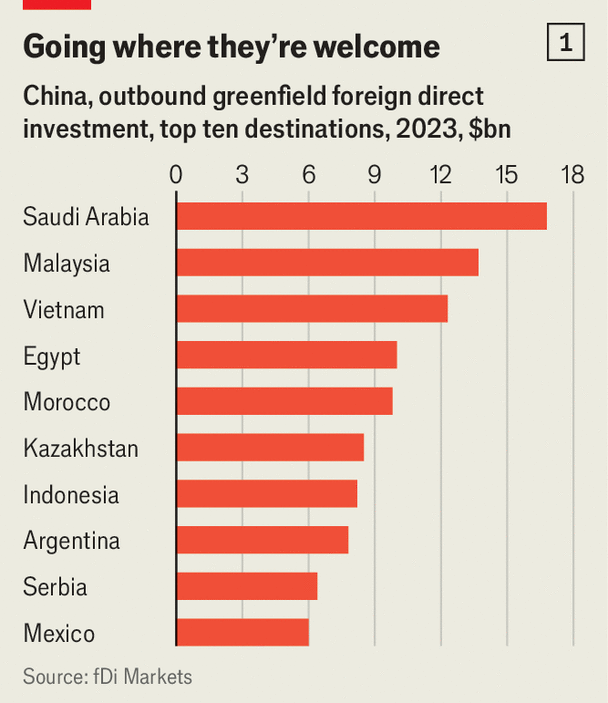 Going where they're welcome
1
China, outbound greenfield foreign direct
investment, top ten destinations, 2023, $bn
0 3 6 9 12 15 18
Saudi Arabia
Malaysia
Vietnam
Egypt
Morocco
Kazakhstan
Indonesia
Argentina
Serbia
Mexico
Source: fDi Markets